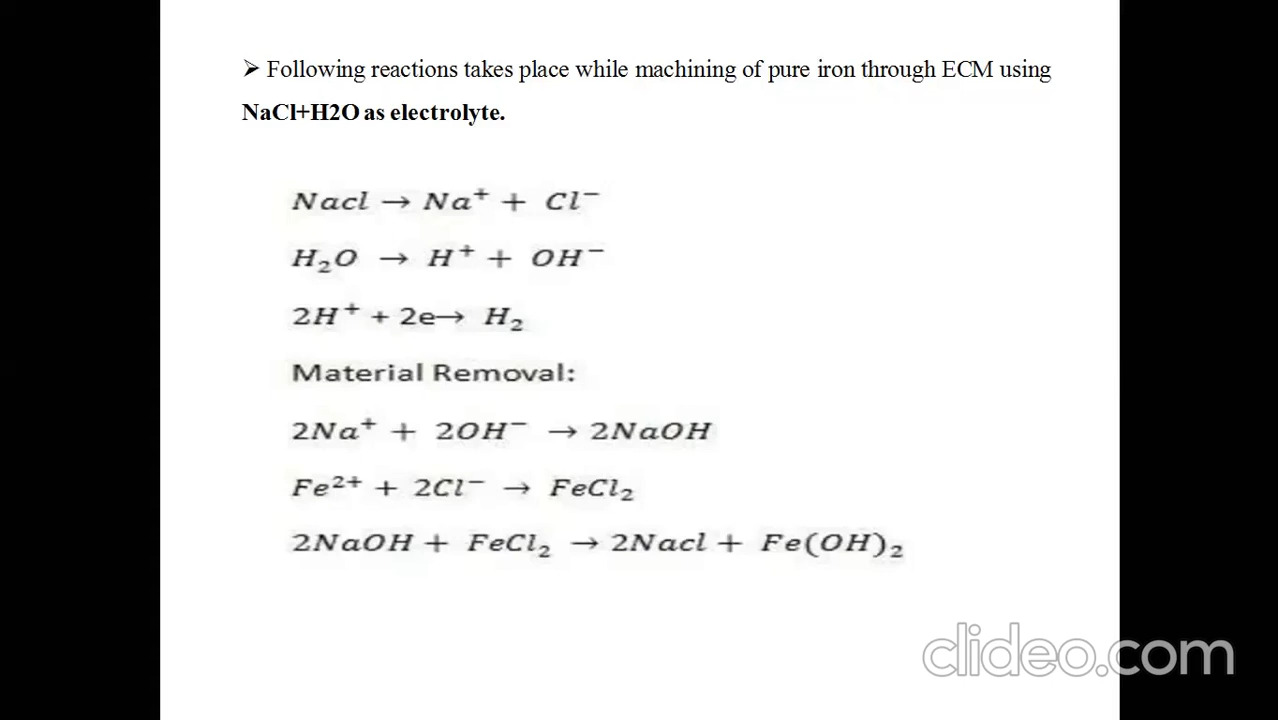 ➢ Following reactions takes place while machining of pure iron through ECM using
NaCl+H2O as electrolyte.
Nacl → Na⁺ + Cl⁻
H₂O → H⁺ + OH⁻
2H⁺ + 2e→ H₂
Material Removal:
2Na⁺ + 2OH⁻ → 2NaOH
Fe²⁺ + 2Cl⁻ → FeCl₂
2NaOH + FeCl₂ → 2Nacl + Fe(OH)₂
clideo.com